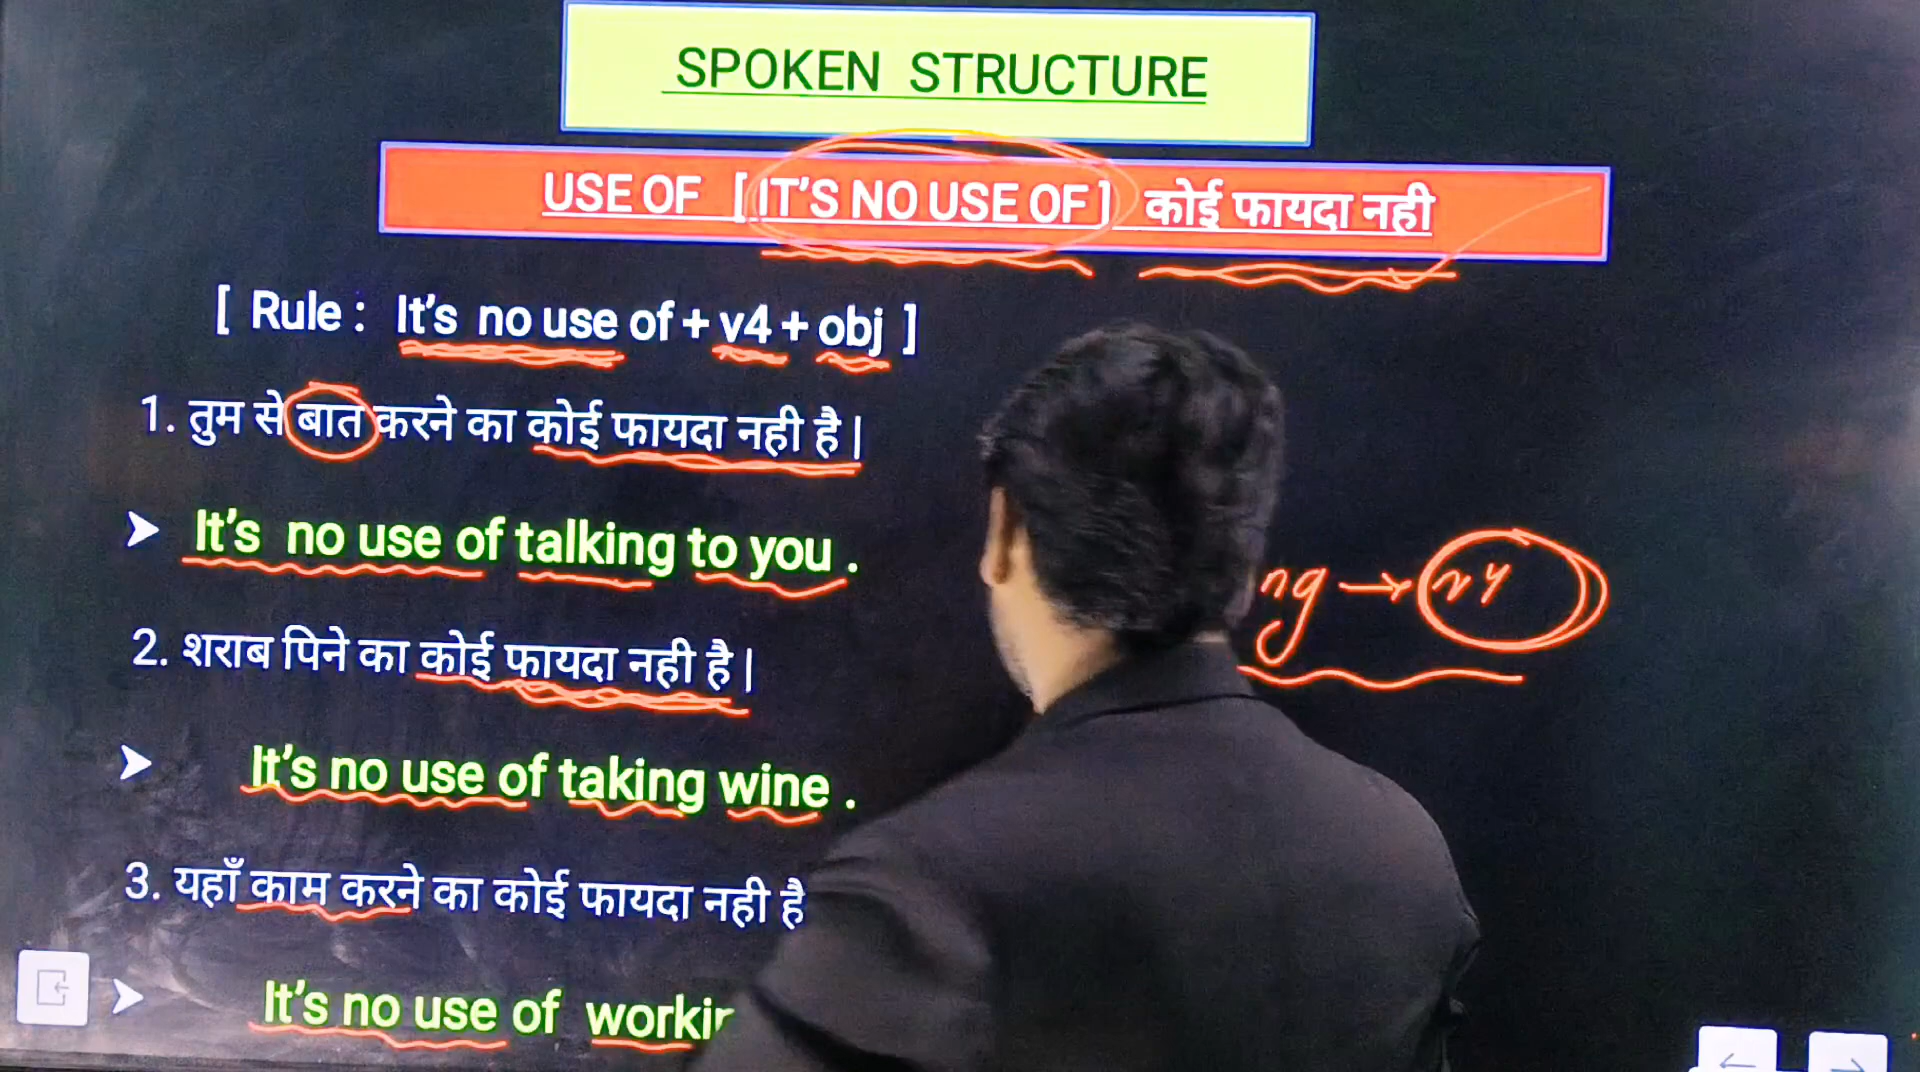 SPOKEN STRUCTURE
USE OF [ IT'S NO USE OF ] कोई फायदा नही
[ Rule : It's no use of + v4 + obj ]
1. तुम से बात करने का कोई फायदा नही है |
➤ It's no use of talking to you .
ng → v4
2. शराब पिने का कोई फायदा नही है |
➤ It's no use of taking wine .
3. यहाँ काम करने का कोई फायदा नही है
➤ It's no use of